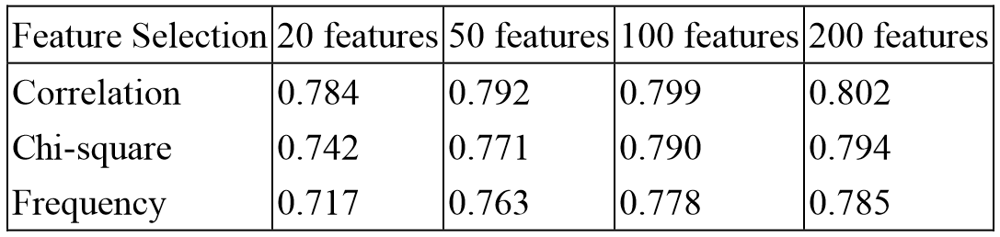 Feature Selection 20 features 50 features 100 features 200 features
Correlation 0.784 0.792 0.799 0.802
Chi-square 0.742 0.771 0.790 0.794
Frequency 0.717 0.763 0.778 0.785